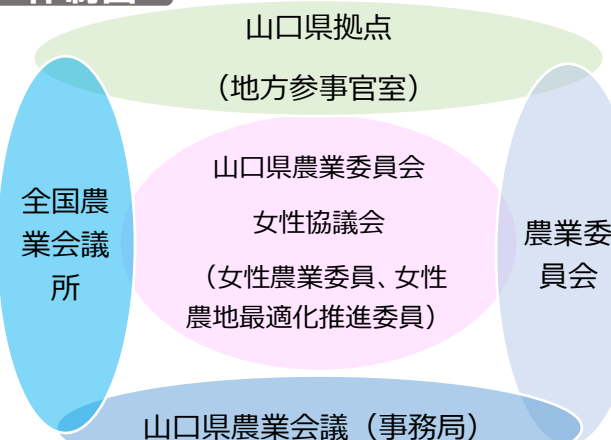 山口県拠点
（地方参事官室）
山口県農業委員会
女性協議会
（女性農業委員、女性
農地最適化推進委員）
全国農
業会議
所
農業委
員会
山口県農業会議（事務局）